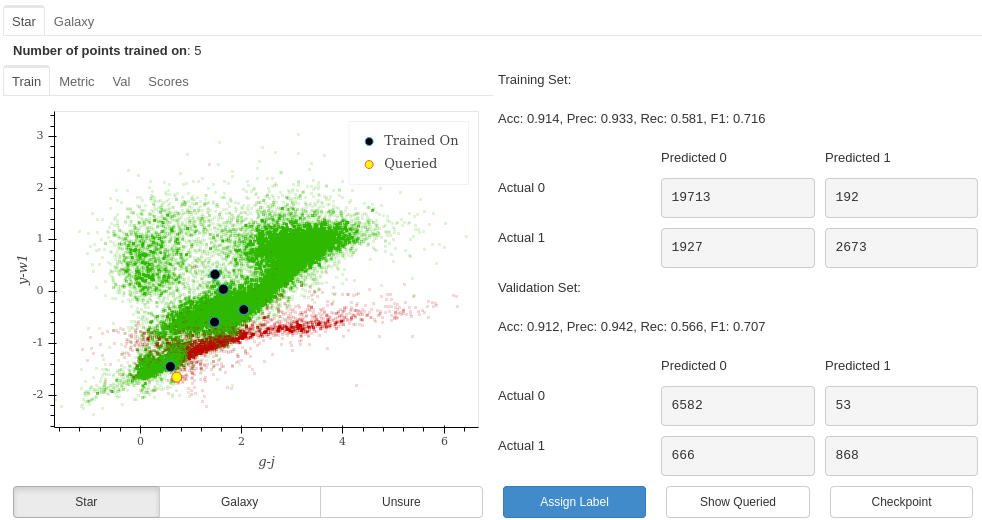 Star Galaxy
Number of points trained on: 5
Train Metric Val Scores
Trained On
Queried
3
2
1
0
-1
-2
y-w1
0 2 4 6
g-j
Training Set:
Acc: 0.914, Prec: 0.933, Rec: 0.581, F1: 0.716
Predicted 0 Predicted 1
Actual 0 19713 192
Actual 1 1927 2673
Validation Set:
Acc: 0.912, Prec: 0.942, Rec: 0.566, F1: 0.707
Predicted 0 Predicted 1
Actual 0 6582 53
Actual 1 666 868
Star Galaxy Unsure Assign Label Show Queried Checkpoint